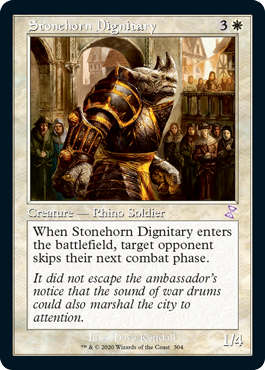 Stonehorn Dignitary 3
Creature — Rhino Soldier
When Stonehorn Dignitary enters
the battlefield, target opponent
skips their next combat phase.
It did not escape the ambassador's
notice that the sound of war drums
could also marshal the city to
attention.
1/4
™ & © 2020 Wizards of the Coast 304